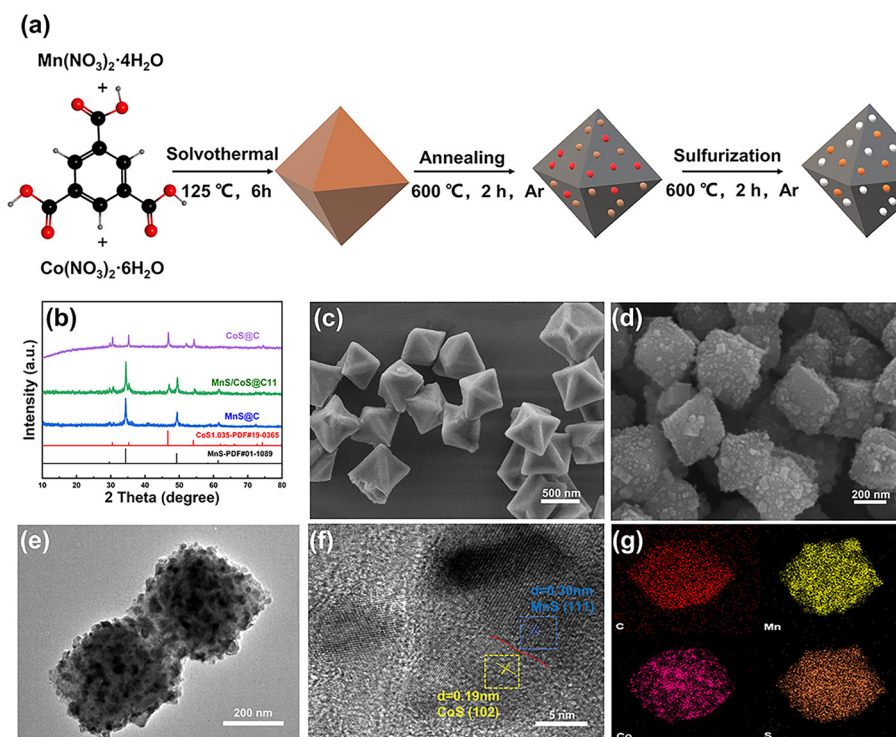 (a)
Mn(NO3)2·4H2O
+
Solvothermal
125 ℃, 6h
Annealing
600 ℃, 2 h, Ar
Sulfurization
600 ℃, 2 h, Ar
+
Co(NO3)2·6H2O
(b)
CoS@C
MnS/CoS@C11
MnS@C
CoS1.035-PDF#19-0365
MnS-PDF#01-1089
Intensity (a.u.)
10 20 30 40 50 60 70 80
2 Theta (degree)
(c)
500 nm
(d)
200 nm
(e)
200 nm
(f)
d=0.30nm
MnS (111)
d=0.19nm
CoS (102)
5 nm
(g)
C
Mn
Co
S